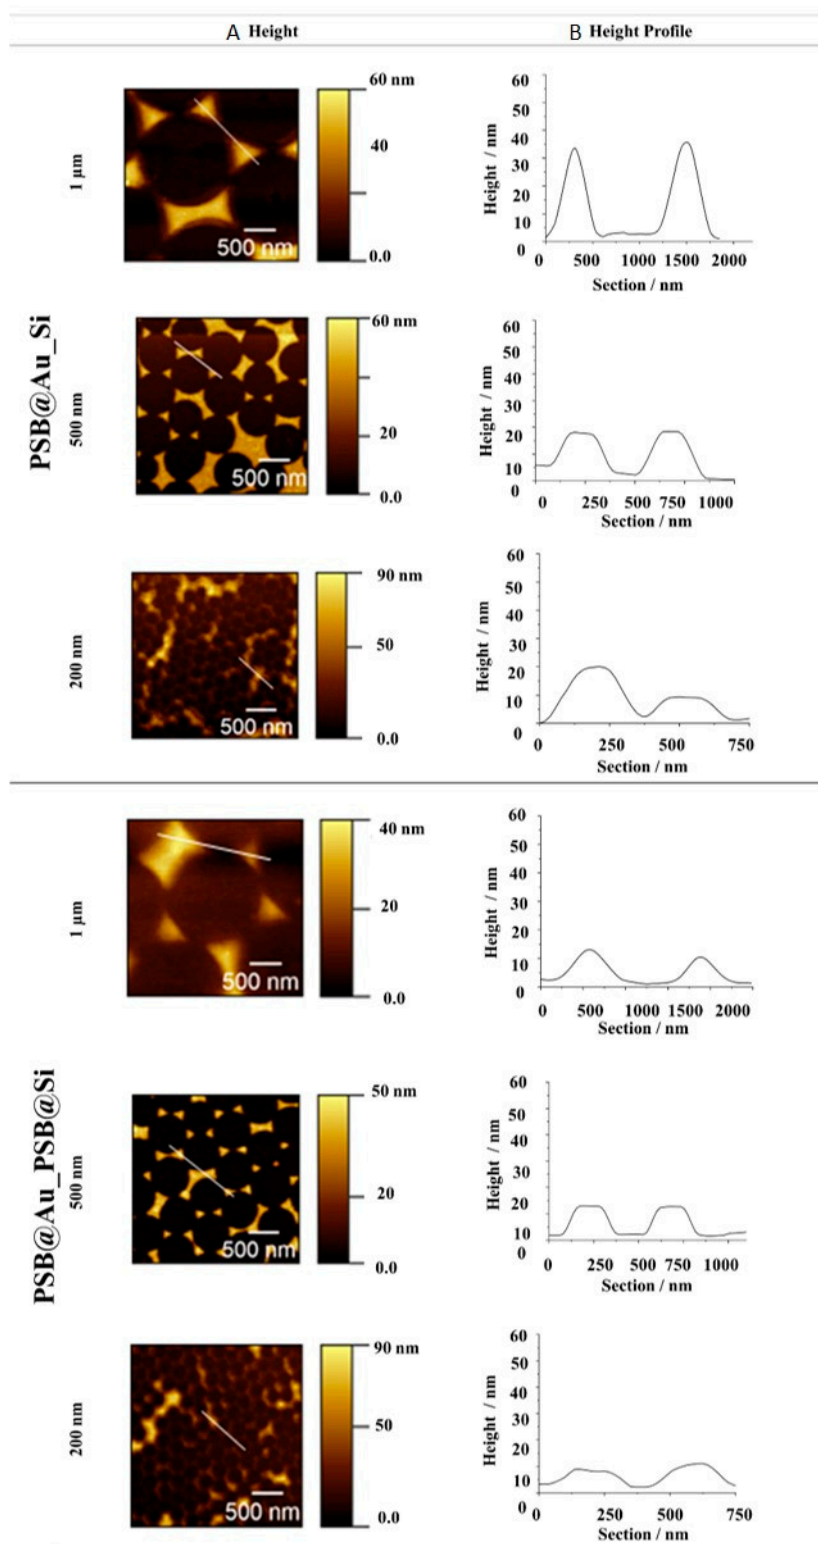 A Height
B Height Profile
PSB@Au_Si
1 µm
60 nm
40
0.0
500 nm
Height / nm
60
50
40
30
20
10
0
0 500 1000 1500 2000
Section / nm
500 nm
60 nm
20
0.0
500 nm
Height / nm
60
50
40
30
20
10
0
0 250 500 750 1000
Section / nm
200 nm
90 nm
50
0.0
500 nm
Height / nm
60
50
40
30
20
10
0
0 250 500 750
Section / nm
PSB@Au_PSB@Si
1 µm
40 nm
20
0.0
500 nm
Height / nm
60
50
40
30
20
10
0
0 500 1000 1500 2000
Section / nm
500 nm
50 nm
20
0.0
500 nm
Height / nm
60
50
40
30
20
10
0
0 250 500 750 1000
Section / nm
200 nm
90 nm
50
0.0
500 nm
Height / nm
60
50
40
30
20
10
0
0 250 500 750
Section / nm